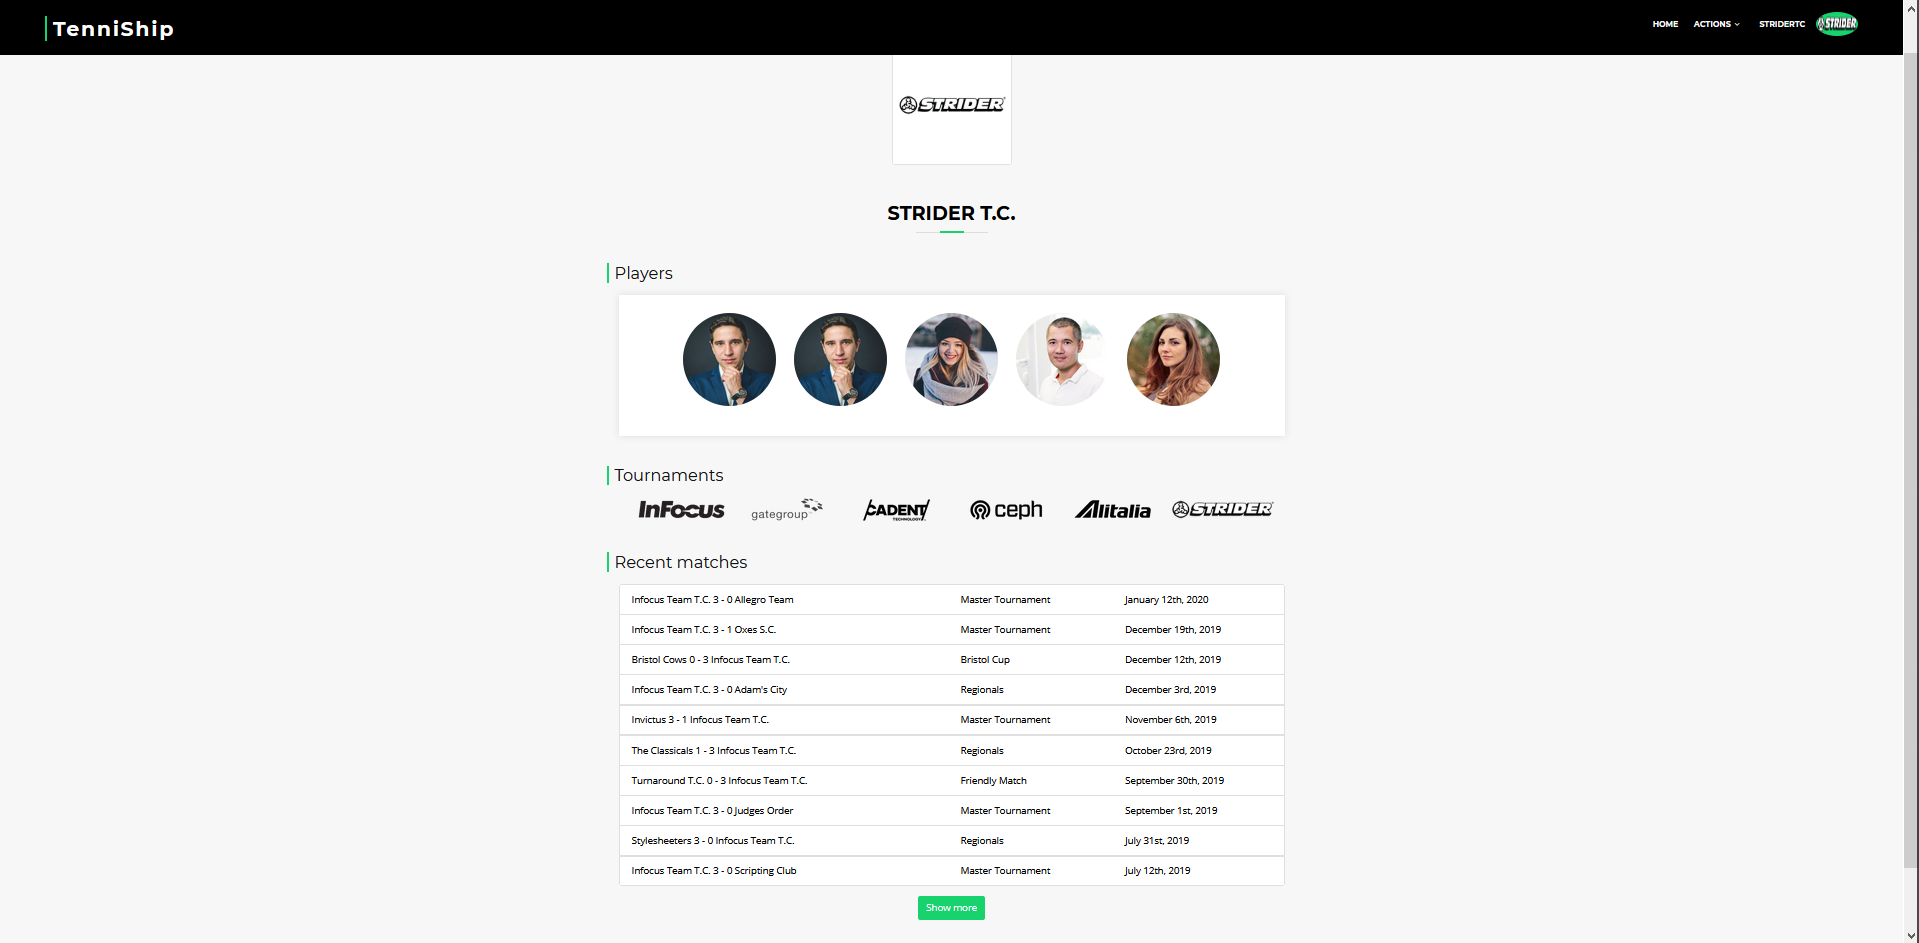 TenniShip
HOME ACTIONS STRIDERTC STRIDER
STRIDER
STRIDER T.C.
Players
Tournaments
InFocus gategroup CADENT TECHNOLOGY ceph Alitalia STRIDER
Recent matches
Infocus Team T.C. 3 - 0 Allegro Team Master Tournament January 12th, 2020
Infocus Team T.C. 3 - 1 Oxes S.C. Master Tournament December 19th, 2019
Bristol Cows 0 - 3 Infocus Team T.C. Bristol Cup December 12th, 2019
Infocus Team T.C. 3 - 0 Adam's City Regionals December 3rd, 2019
Invictus 3 - 1 Infocus Team T.C. Master Tournament November 6th, 2019
The Classicals 1 - 3 Infocus Team T.C. Regionals October 23rd, 2019
Turnaround T.C. 0 - 3 Infocus Team T.C. Friendly Match September 30th, 2019
Infocus Team T.C. 3 - 0 Judges Order Master Tournament September 1st, 2019
Stylesheeters 3 - 0 Infocus Team T.C. Regionals July 31st, 2019
Infocus Team T.C. 3 - 0 Scripting Club Master Tournament July 12th, 2019
Show more